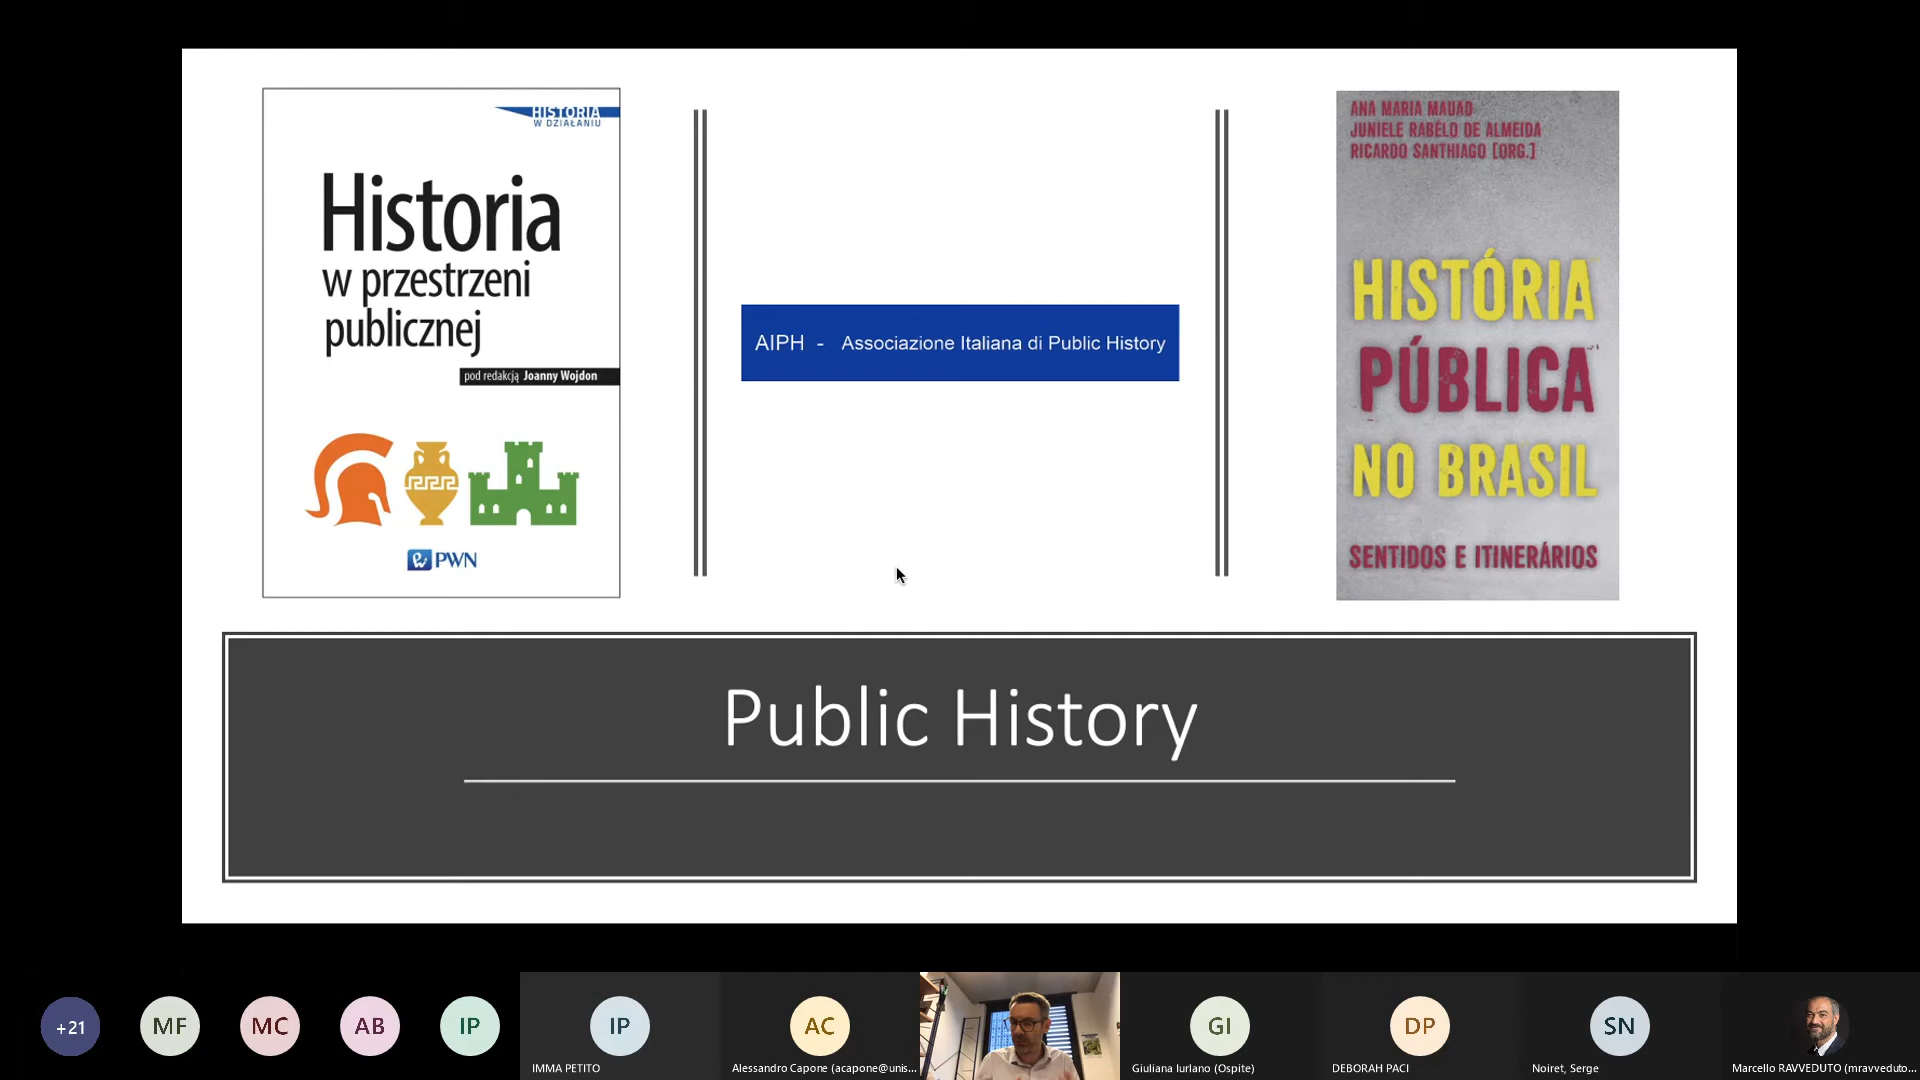 HISTORIA
W DZIAŁANIU
Historia
w przestrzeni
publicznej
pod redakcją Joanny Wojdon
PWN
AIPH - Associazione Italiana di Public History
ANA MARIA MAUAD
JUNIELE RABÊLO DE ALMEIDA
RICARDO SANTHIAGO [ORG.]
HISTÓRIA
PÚBLICA
NO BRASIL
SENTIDOS E ITINERÁRIOS
Public History
+21
MF
MC
AB
IP
IP
IMMA PETITO
AC
Alessandro Capone (acapone@unis...
GI
Giuliana Iurlano (Ospite)
DP
DEBORAH PACI
SN
Noiret, Serge
Marcello RAVVEDUTO (mravveduto...